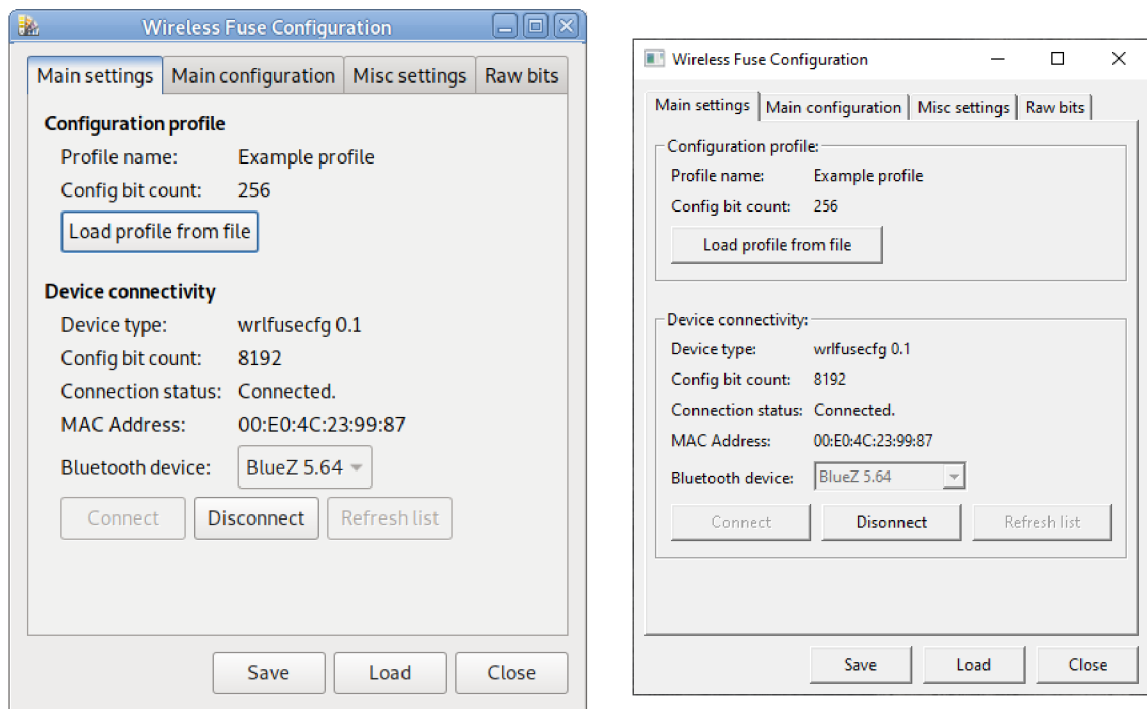 Wireless Fuse Configuration
Main settings Main configuration Misc settings Raw bits
Configuration profile
Profile name: Example profile
Config bit count: 256
Load profile from file
Device connectivity
Device type: wrlfusecfg 0.1
Config bit count: 8192
Connection status: Connected.
MAC Address: 00:E0:4C:23:99:87
Bluetooth device: BlueZ 5.64
Connect Disconnect Refresh list
Save Load Close
Wireless Fuse Configuration
Main settings Main configuration Misc settings Raw bits
Configuration profile:
Profile name: Example profile
Config bit count: 256
Load profile from file
Device connectivity:
Device type: wrlfusecfg 0.1
Config bit count: 8192
Connection status: Connected.
MAC Address: 00:E0:4C:23:99:87
Bluetooth device: BlueZ 5.64
Connect Disonnect Refresh list
Save Load Close